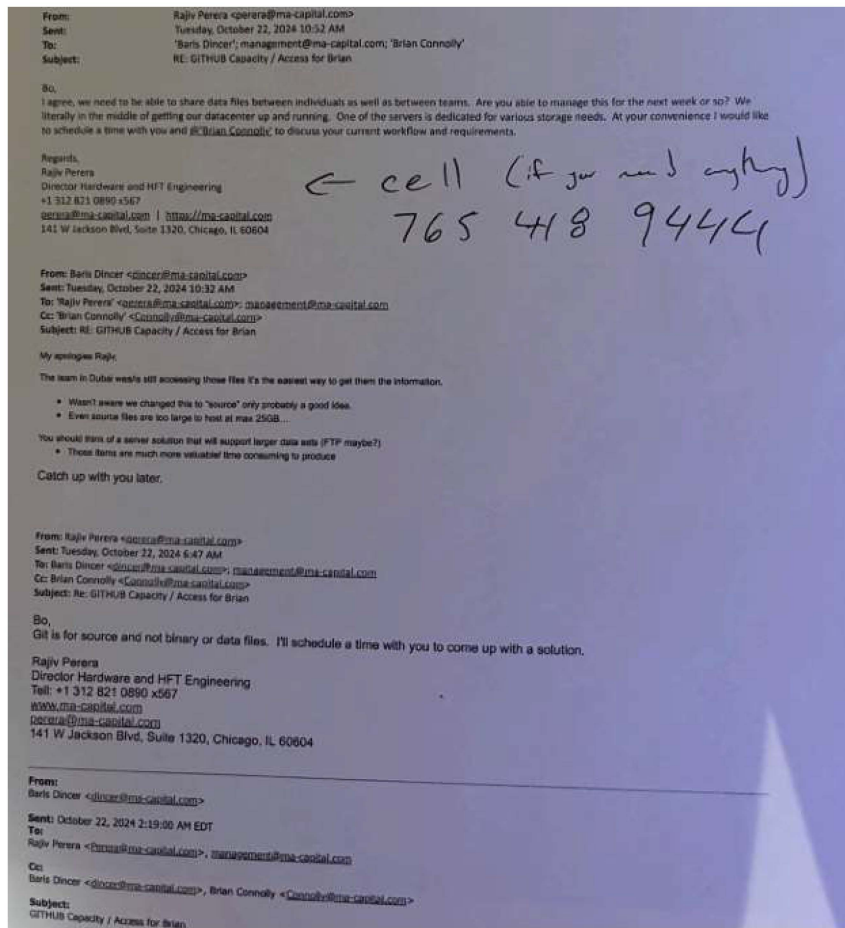 From: Rajiv Perera <perera@ma-capital.com>
Sent: Tuesday, October 22, 2024 10:52 AM
To: 'Baris Dincer'; management@ma-capital.com; 'Brian Connolly'
Subject: RE: GITHUB Capacity / Access for Brian
Bo,
I agree, we need to be able to share data files between individuals as well as between teams. Are you able to manage this for the next week or so? We
literally in the middle of getting our datacenter up and running. One of the servers is dedicated for various storage needs. At your convenience I would like
to schedule a time with you and @'Brian Connolly' to discuss your current workflow and requirements.
Regards,
Rajiv Perera
Director Hardware and HFT Engineering
+1 312 821 0890 x567
perera@ma-capital.com | https://ma-capital.com
141 W Jackson Blvd, Suite 1320, Chicago, IL 60604
← cell (if you need anything)
765 418 9444
From: Baris Dincer <dincer@ma-capital.com>
Sent: Tuesday, October 22, 2024 10:32 AM
To: 'Rajiv Perera' <perera@ma-capital.com>; management@ma-capital.com
Cc: 'Brian Connolly' <Connolly@ma-capital.com>
Subject: RE: GITHUB Capacity / Access for Brian
My apologies Rajiv,
The team in Dubai still accessing those files it's the easiest way to get them the information.
• Wasn't aware we changed this to "source" only probably a good idea.
• Even source files are too large to host at max 25GB...
You should of a server solution that will support larger data sets (FTP maybe?)
• Those items are much more valuable/ time consuming to produce
Catch up with you later.
From: Rajiv Perera <perera@ma-capital.com>
Sent: Tuesday, October 22, 2024 6:47 AM
To: Baris Dincer <dincer@ma-capital.com>; management@ma-capital.com
Cc: Brian Connolly <Connolly@ma-capital.com>
Subject: Re: GITHUB Capacity / Access for Brian
Bo,
Git is for source and not binary or data files. I'll schedule a time with you to come up with a solution.
Rajiv Perera
Director Hardware and HFT Engineering
Tell: +1 312 821 0890 x567
www.ma-capital.com
perera@ma-capital.com
141 W Jackson Blvd, Suite 1320, Chicago, IL 60604
From:
Baris Dincer <dincer@ma-capital.com>
Sent: October 22, 2024 2:19:00 AM EDT
To:
Rajiv Perera <Perera@ma-capital.com>, management@ma-capital.com
Cc:
Baris Dincer <dincer@ma-capital.com>, Brian Connolly <Connolly@ma-capital.com>
Subject:
GITHUB Capacity / Access for Brian